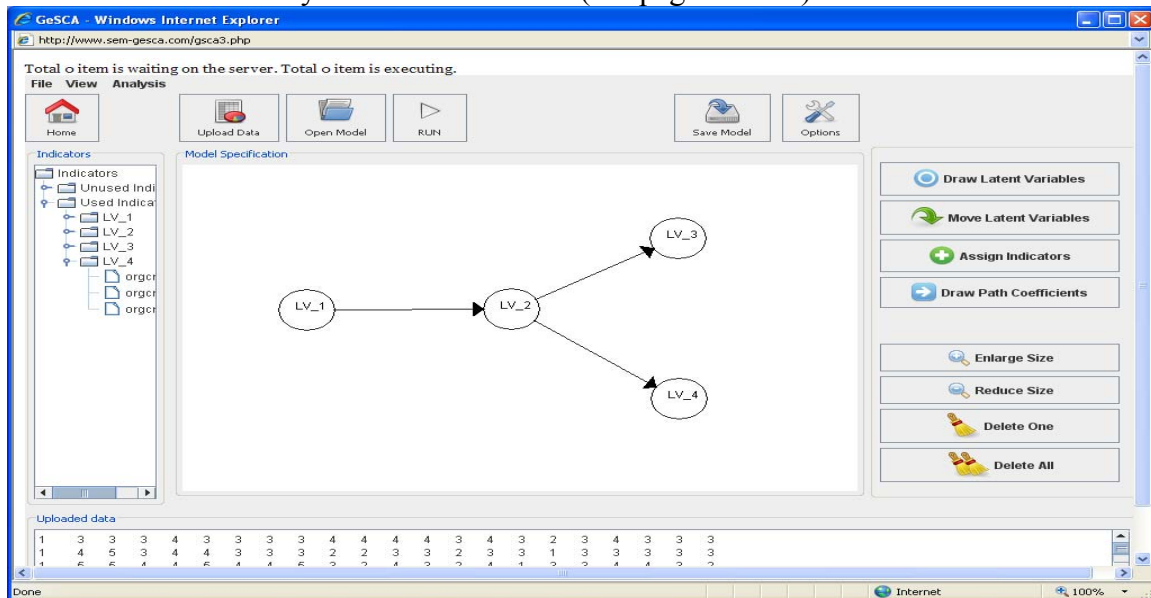 GeSCA - Windows Internet Explorer
http://www.sem-gesca.com/gsca3.php
Total 0 item is waiting on the server. Total 0 item is executing.
File View Analysis
Home
Upload Data
Open Model
RUN
Save Model
Options
Indicators
Indicators
Unused Indi
Used Indica
LV_1
LV_2
LV_3
LV_4
orgcr
orgcr
orgcr
Model Specification
LV_3
LV_1
LV_2
LV_4
Draw Latent Variables
Move Latent Variables
Assign Indicators
Draw Path Coefficients
Enlarge Size
Reduce Size
Delete One
Delete All
Uploaded data
1 3 3 3 4 3 3 3 3 4 4 4 4 3 4 3 2 3 4 3 3 3
1 4 5 3 4 4 3 3 3 2 2 3 3 2 3 3 1 3 3 3 3 3
Done
Internet
100%